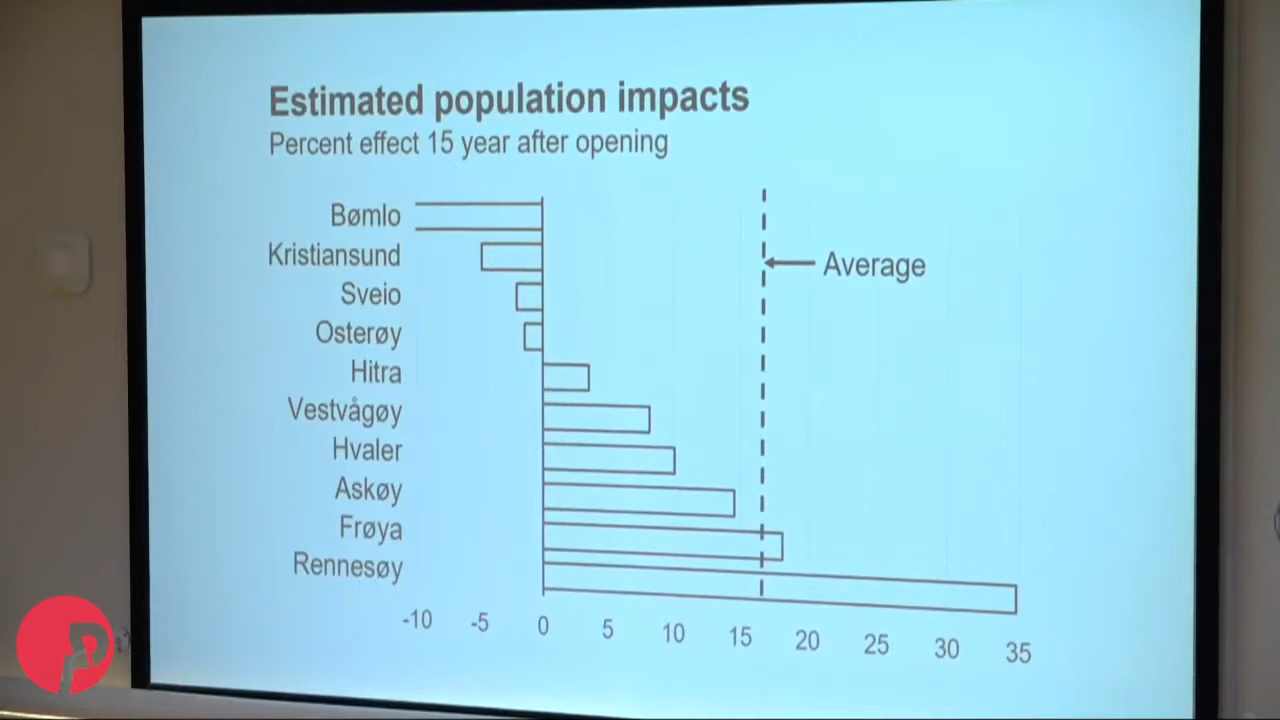 Estimated population impacts
Percent effect 15 year after opening
Bømlo
Kristiansund
Average
Sveio
Osterøy
Hitra
Vestvågøy
Hvaler
Askøy
Frøya
Rennesøy
-10 -5 0 5 10 15 20 25 30 35